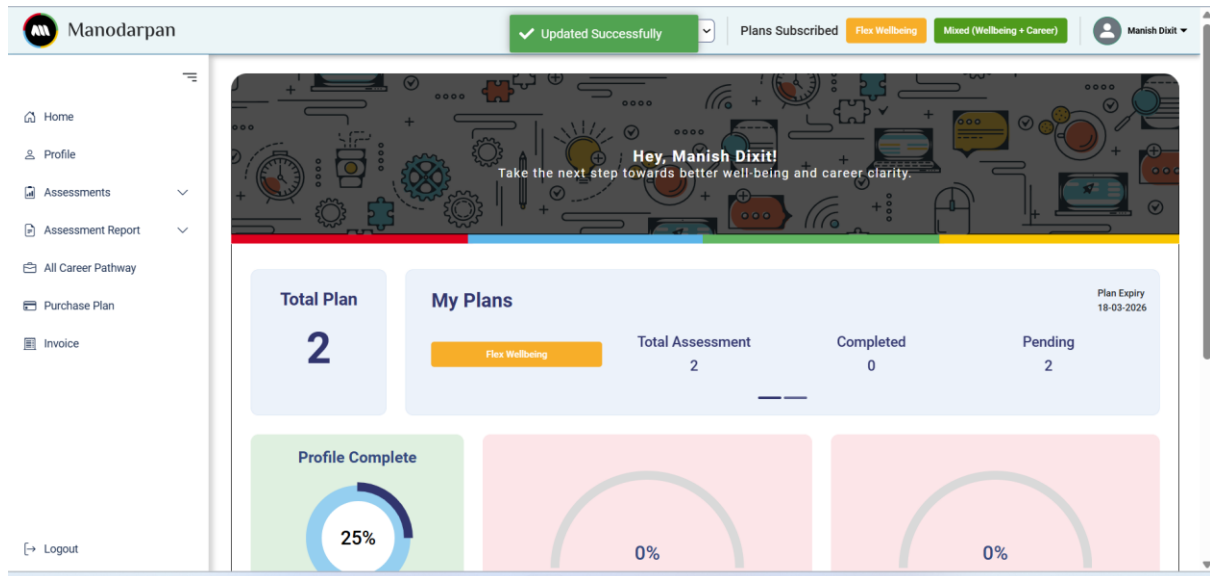 Manodarpan
Updated Successfully
Plans Subscribed
Flex Wellbeing
Mixed (Wellbeing + Career)
Manish Dixit
Home
Profile
Assessments
Assessment Report
All Career Pathway
Purchase Plan
Invoice
Logout
Hey, Manish Dixit!
Take the next step towards better well-being and career clarity.
Total Plan
2
My Plans
Plan Expiry
18-03-2026
Flex Wellbeing
Total Assessment
2
Completed
0
Pending
2
Profile Complete
25%
0%
0%